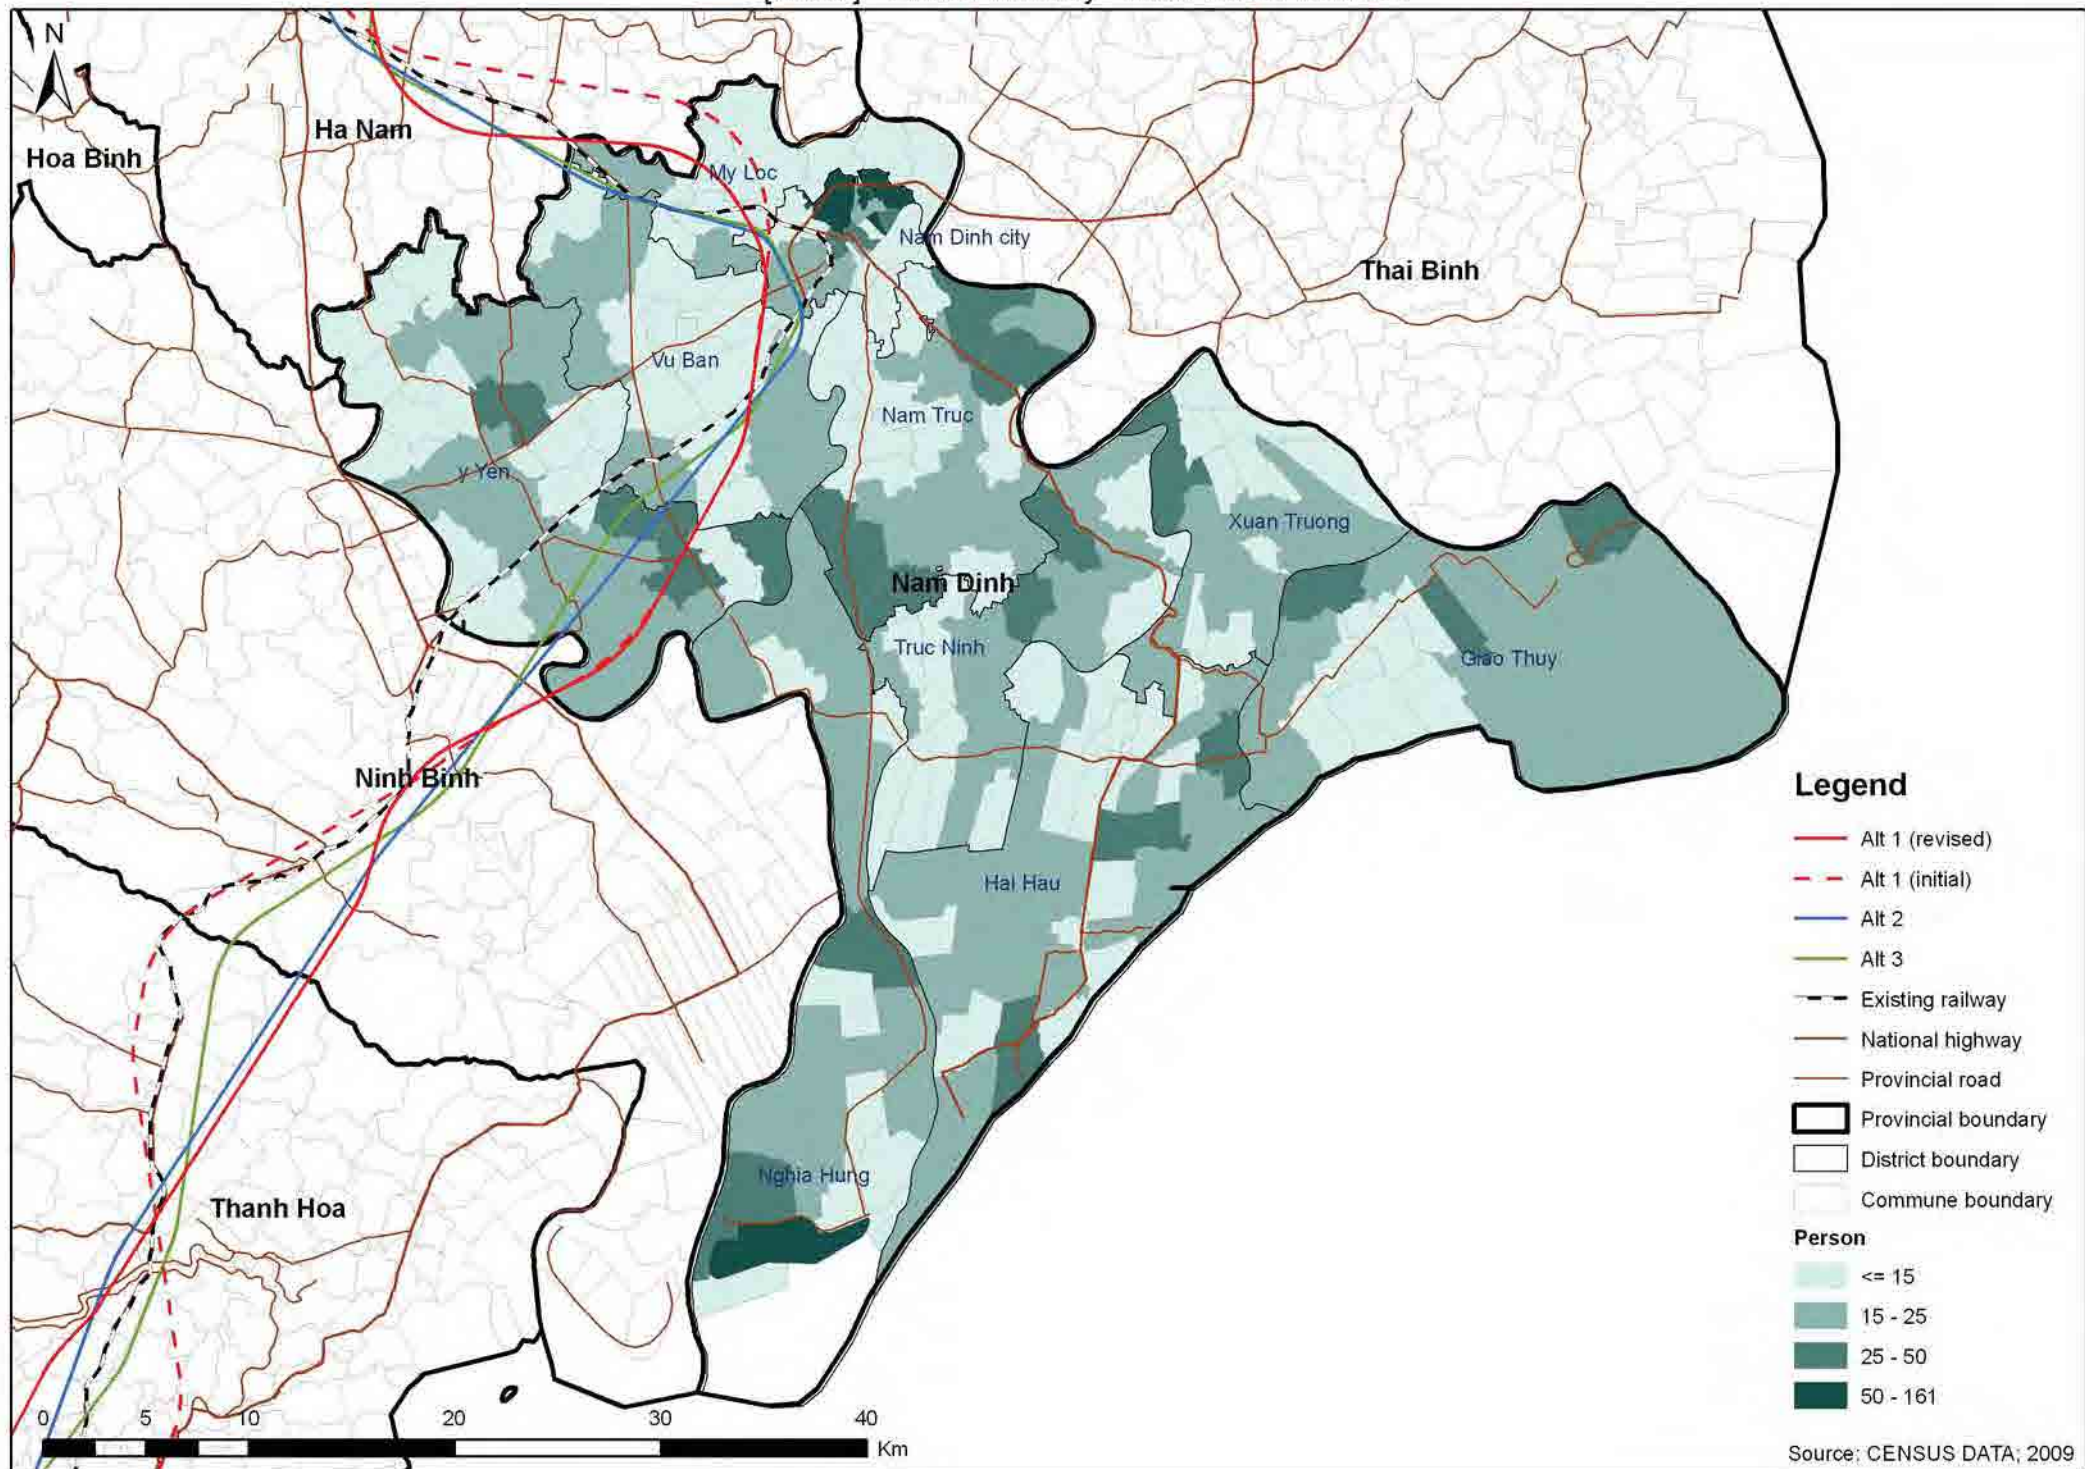 N
Ha Nam
Hoa Binh
My Loc
Nam Dinh city
Thai Binh
Vu Ban
Nam Truc
y Yen
Xuan Truong
Nam Dinh
Truc Ninh
Giao Thuy
Ninh Binh
Hai Hau
Nghia Hung
Thanh Hoa
Legend
Alt 1 (revised)
Alt 1 (initial)
Alt 2
Alt 3
Existing railway
National highway
Provincial road
Provincial boundary
District boundary
Commune boundary
Person
<= 15
15 - 25
25 - 50
50 - 161
0 5 10 20 30 40
Km
Source: CENSUS DATA; 2009